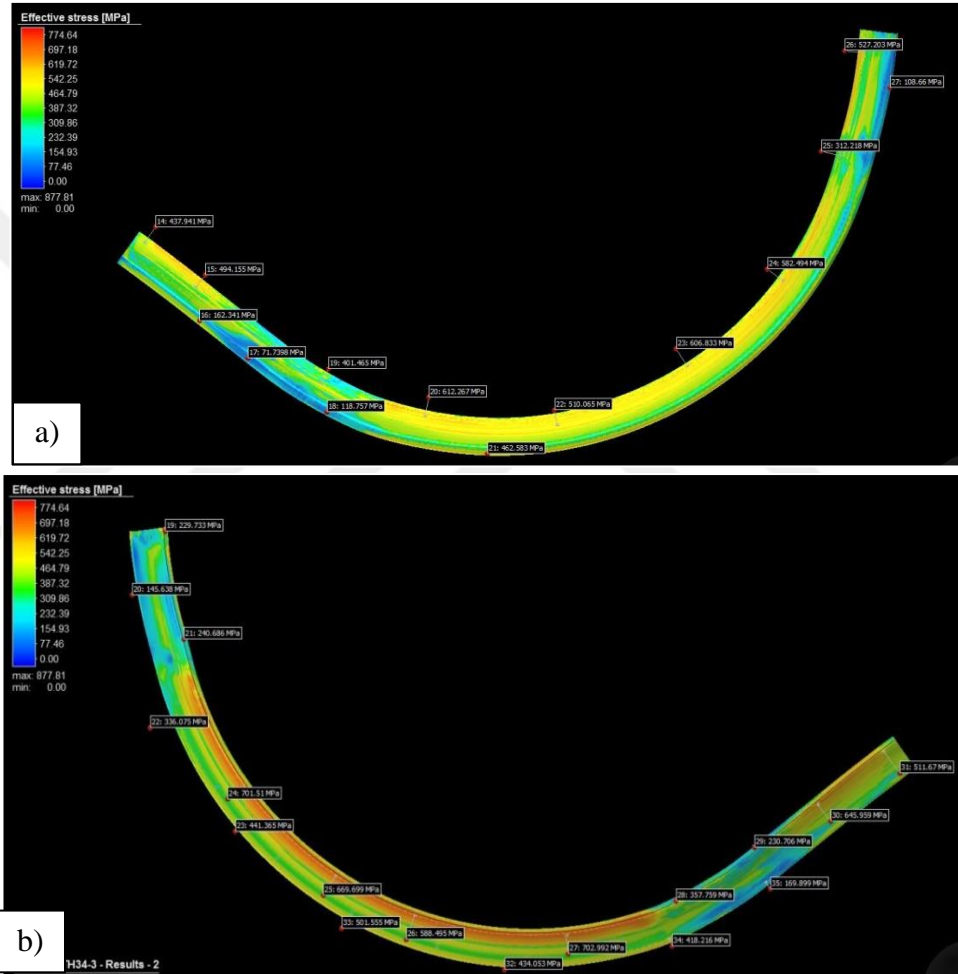 Effective stress [MPa]
774.64
697.18
619.72
542.25
464.79
387.32
309.86
232.39
154.93
77.46
0.00
max: 877.81
min: 0.00
26: 527.203 MPa
27: 108.66 MPa
25: 312.218 MPa
14: 437.941 MPa
15: 494.155 MPa
24: 582.494 MPa
16: 162.341 MPa
23: 606.833 MPa
17: 71.7398 MPa
19: 401.465 MPa
20: 612.267 MPa
18: 118.757 MPa
22: 510.065 MPa
21: 462.583 MPa
a)
Effective stress [MPa]
774.64
697.18
619.72
542.25
464.79
387.32
309.86
232.39
154.93
77.46
0.00
max: 877.81
min: 0.00
19: 229.733 MPa
20: 145.638 MPa
21: 240.686 MPa
22: 336.075 MPa
31: 511.67 MPa
24: 701.51 MPa
30: 645.959 MPa
23: 441.365 MPa
29: 230.706 MPa
25: 669.699 MPa
35: 169.899 MPa
28: 357.759 MPa
33: 501.555 MPa
26: 588.495 MPa
34: 418.216 MPa
27: 702.992 MPa
32: 434.053 MPa
b)
H34-3 - Results - 2